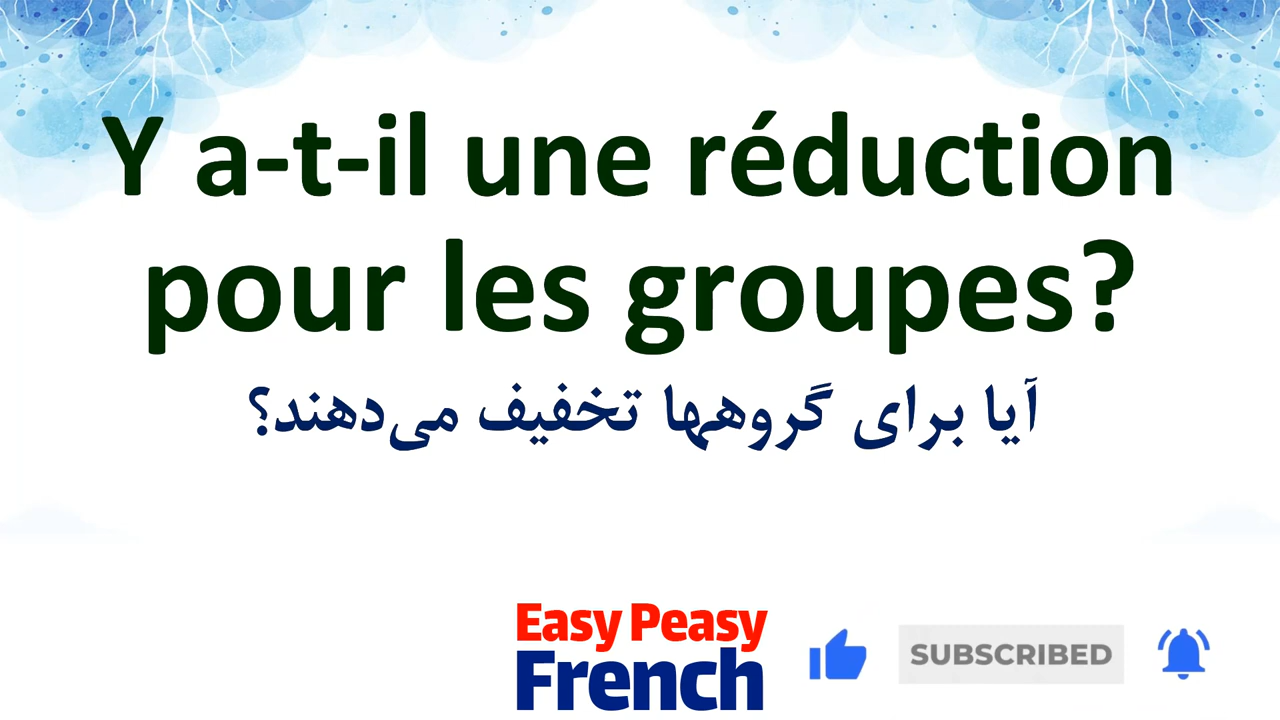 Y a-t-il une réduction
pour les groupes?
آیا برای گروهها تخفیف می‌دهند؟
Easy Peasy
French
SUBSCRIBED